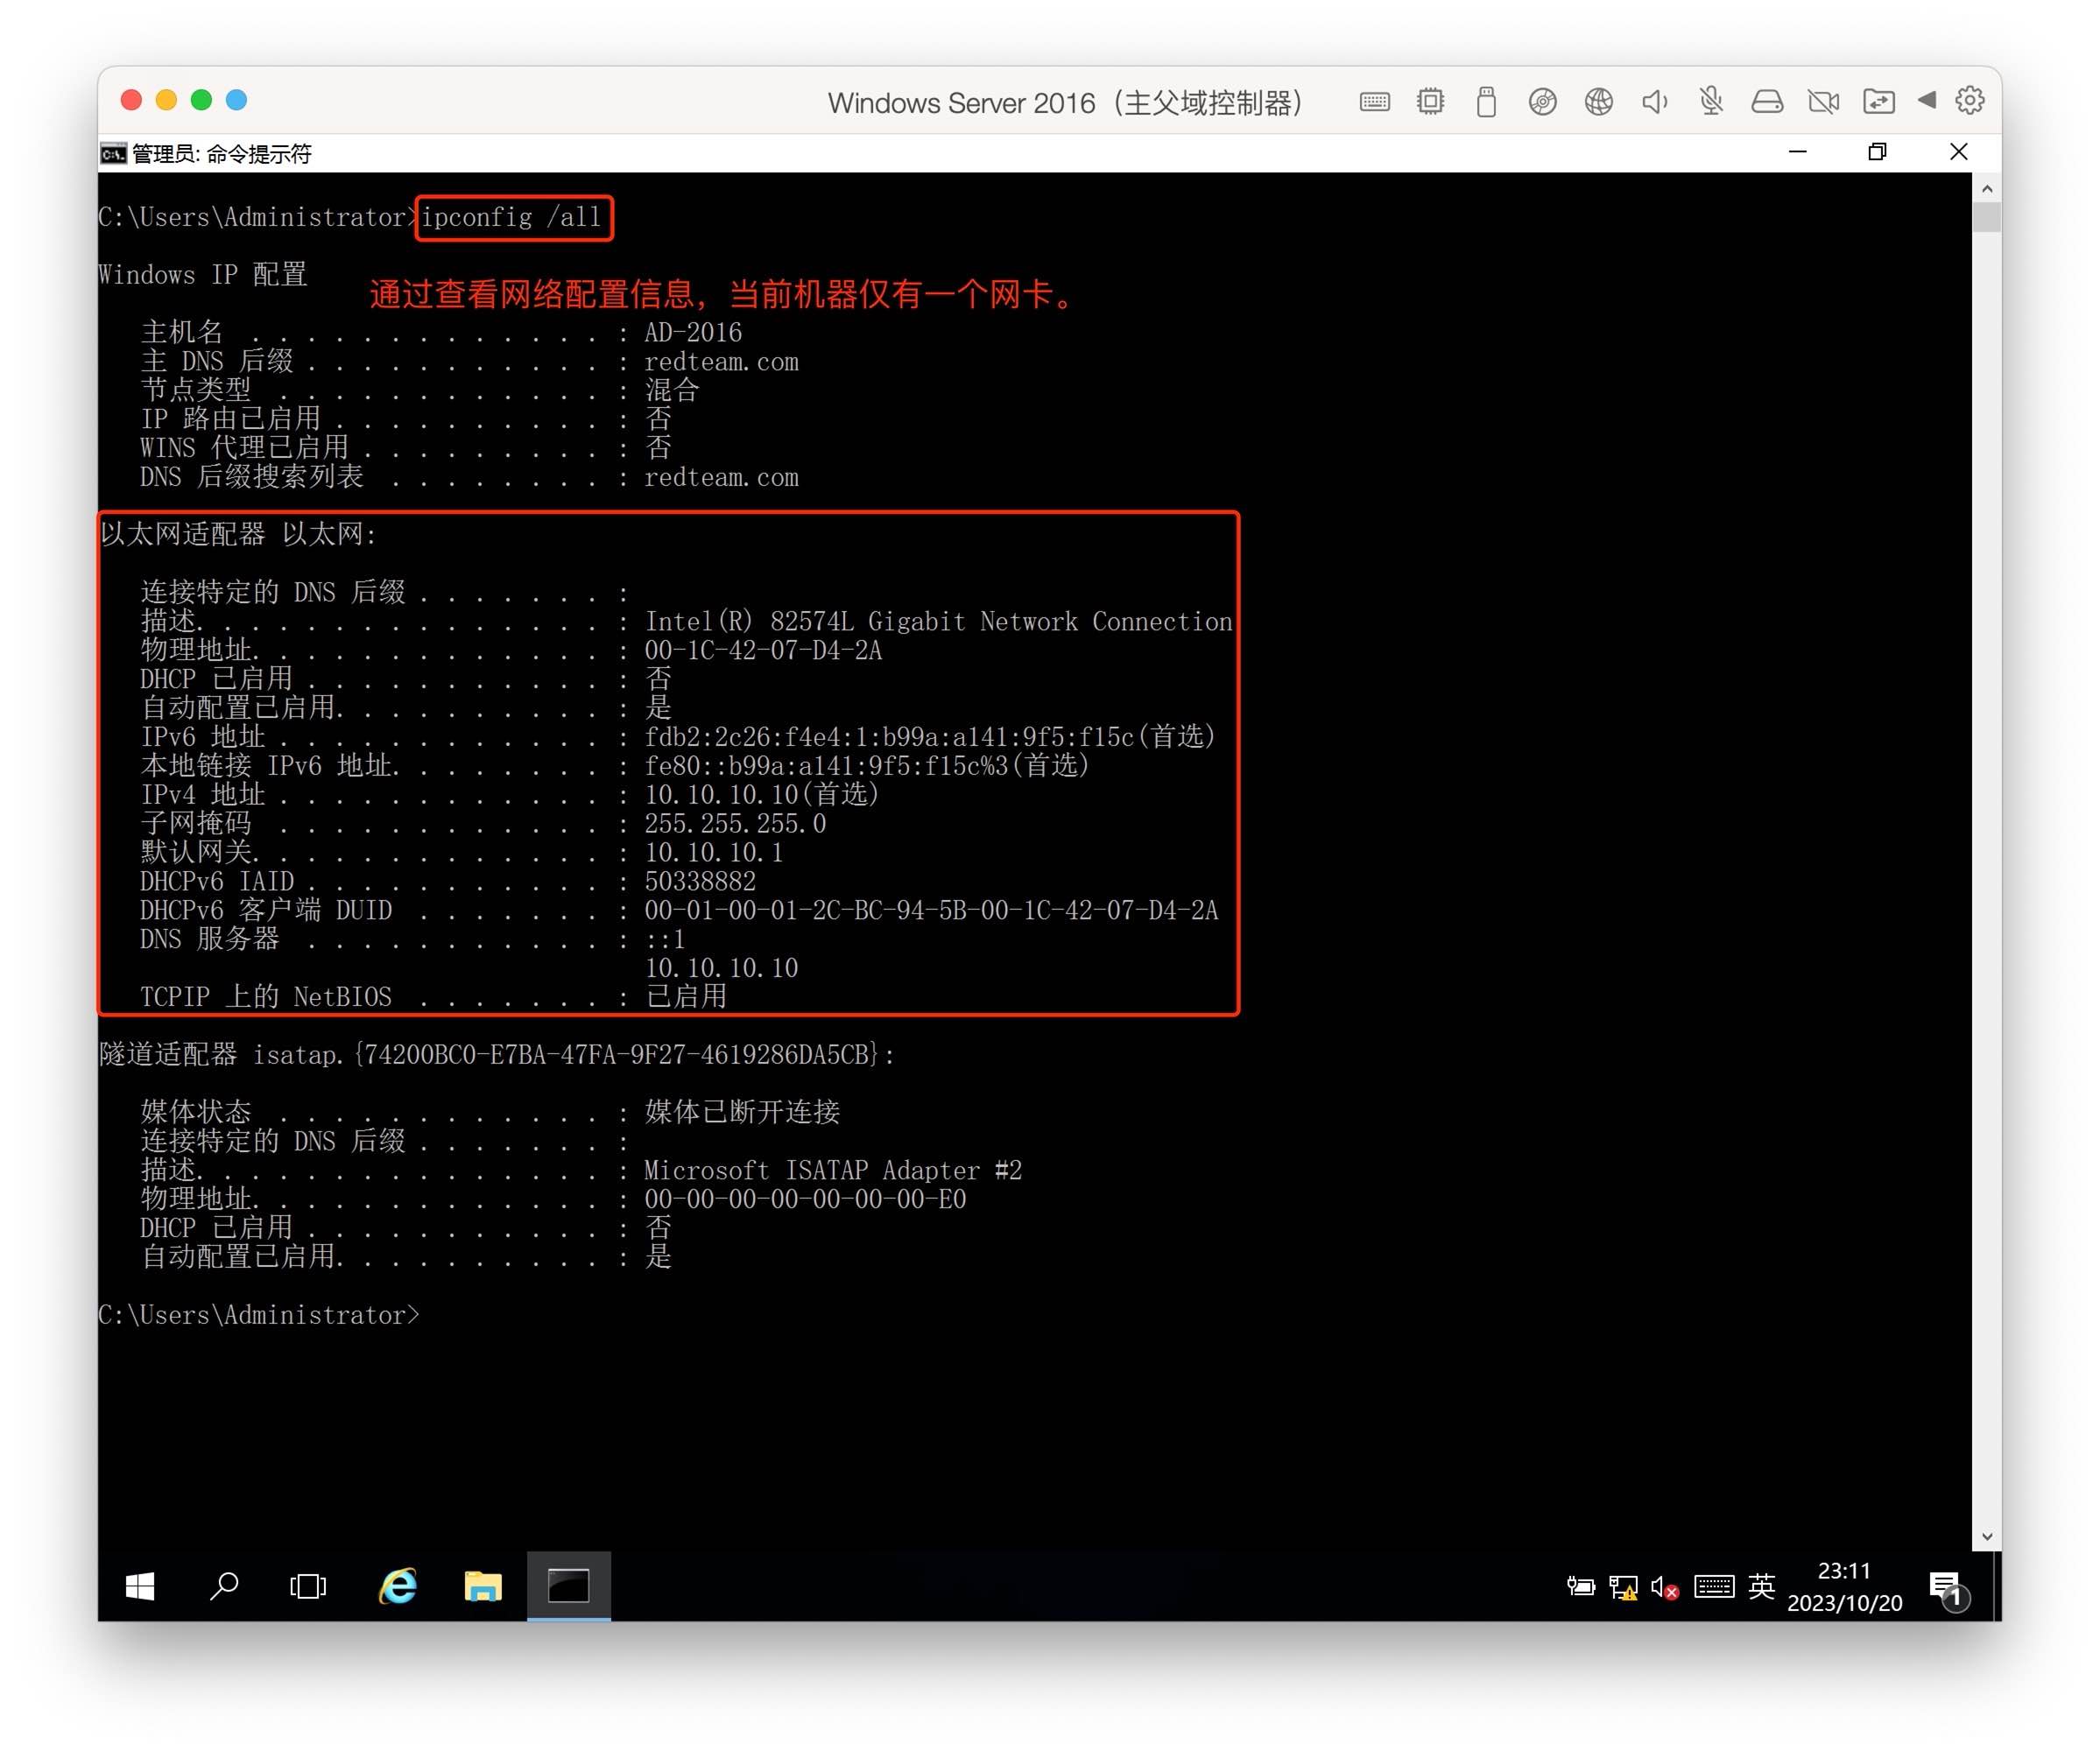 Windows Server 2016（主父域控制器）
管理员: 命令提示符
C:\Users\Administrator>ipconfig /all
Windows IP 配置
通过查看网络配置信息，当前机器仅有一个网卡。
主机名 . . . . . . . . . . . . . : AD-2016
主 DNS 后缀 . . . . . . . . . . . . : redteam.com
节点类型 . . . . . . . . . . . . : 混合
IP 路由已启用 . . . . . . . . . . . : 否
WINS 代理已启用 . . . . . . . . . . : 否
DNS 后缀搜索列表 . . . . . . . . . : redteam.com
以太网适配器 以太网:
连接特定的 DNS 后缀 . . . . . . . . :
描述. . . . . . . . . . . . . . . : Intel(R) 82574L Gigabit Network Connection
物理地址. . . . . . . . . . . . . : 00-1C-42-07-D4-2A
DHCP 已启用 . . . . . . . . . . . . : 否
自动配置已启用. . . . . . . . . . : 是
IPv6 地址 . . . . . . . . . . . . . : fdb2:2c26:f4e4:1:b99a:a141:9f5:f15c(首选)
本地链接 IPv6 地址. . . . . . . . : fe80::b99a:a141:9f5:f15c%3(首选)
IPv4 地址 . . . . . . . . . . . . . : 10.10.10.10(首选)
子网掩码 . . . . . . . . . . . . : 255.255.255.0
默认网关. . . . . . . . . . . . . : 10.10.10.1
DHCPv6 IAID . . . . . . . . . . . . : 50338882
DHCPv6 客户端 DUID . . . . . . . . : 00-01-00-01-2C-BC-94-5B-00-1C-42-07-D4-2A
DNS 服务器 . . . . . . . . . . . : ::1
10.10.10.10
TCPIP 上的 NetBIOS . . . . . . . . : 已启用
隧道适配器 isatap.{74200BC0-E7BA-47FA-9F27-4619286DA5CB}:
媒体状态 . . . . . . . . . . . . : 媒体已断开连接
连接特定的 DNS 后缀 . . . . . . . . :
描述. . . . . . . . . . . . . . . : Microsoft ISATAP Adapter #2
物理地址. . . . . . . . . . . . . : 00-00-00-00-00-00-00-E0
DHCP 已启用 . . . . . . . . . . . . : 否
自动配置已启用. . . . . . . . . . : 是
C:\Users\Administrator>
英
23:11
2023/10/20
1